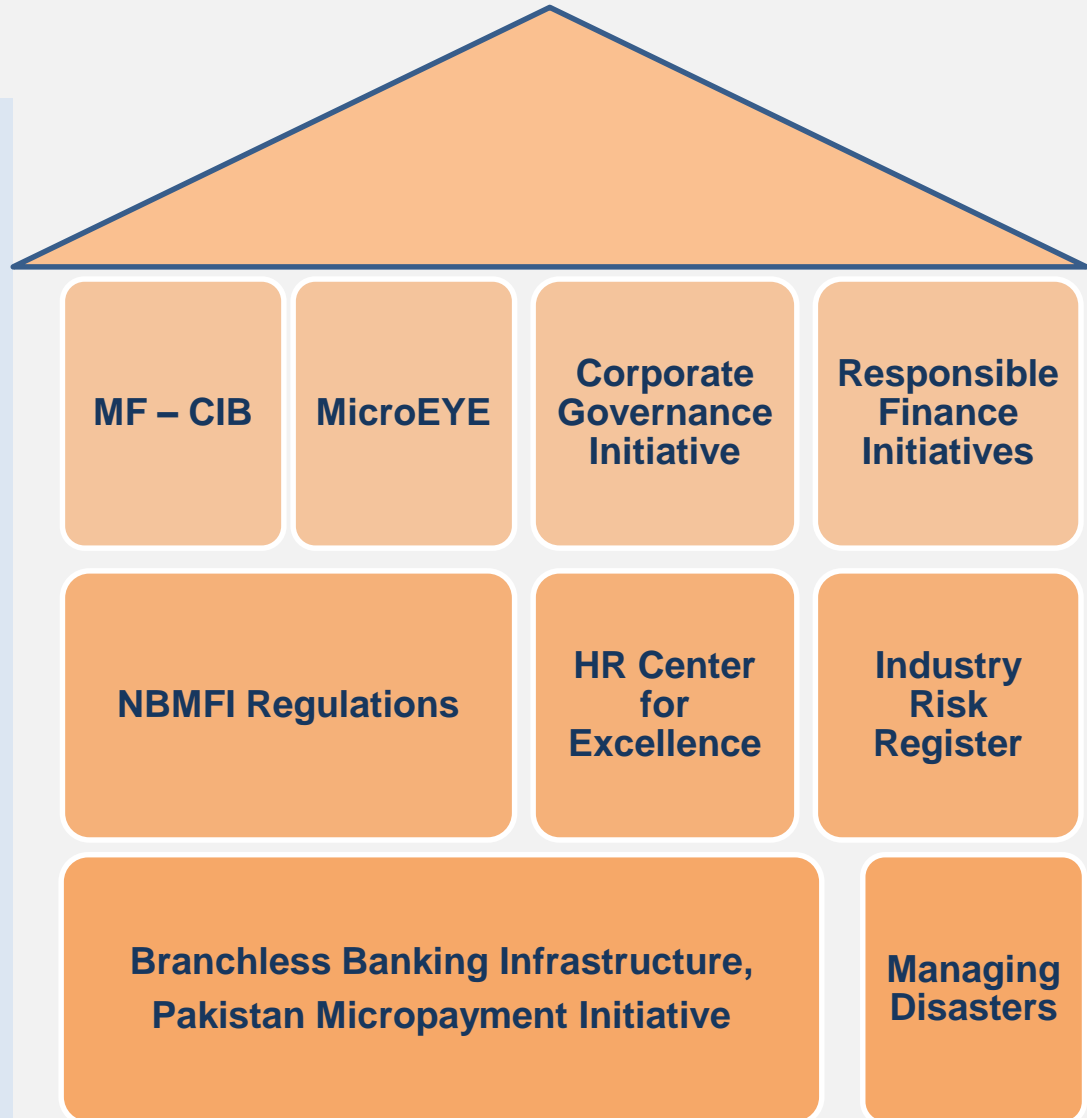 MF – CIB
MicroEYE
Corporate
Governance
Initiative
Responsible
Finance
Initiatives
NBMFI Regulations
HR Center
for
Excellence
Industry
Risk
Register
Branchless Banking Infrastructure,
Pakistan Micropayment Initiative
Managing
Disasters